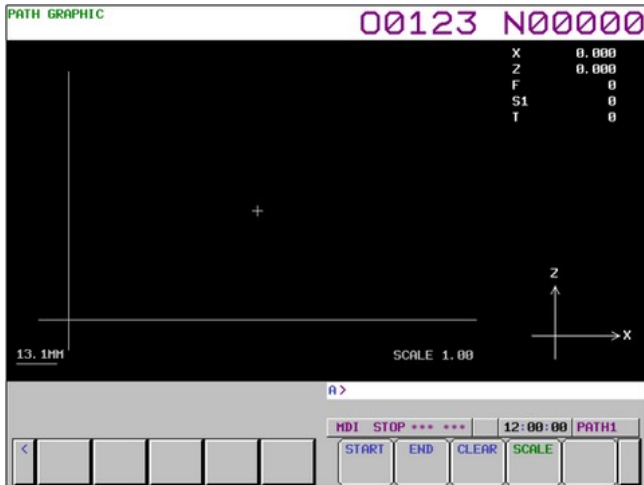 PATH GRAPHIC
O0123 N00000
X 0.000
Z 0.000
F 0
S1 0
T 0
Z
X
13.1MM
SCALE 1.00
A>
MDI STOP *** ***
12:00:00
PATH1
<
START
END
CLEAR
SCALE